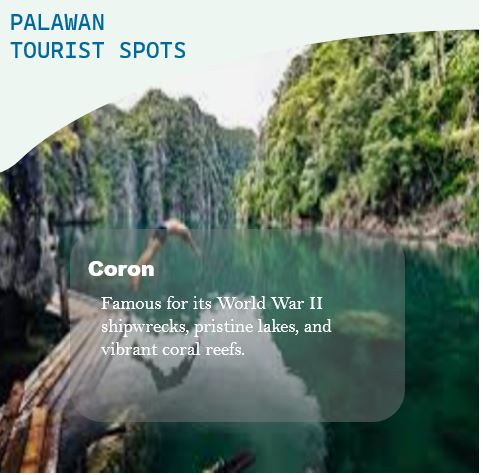 PALAWAN
TOURIST SPOTS
Coron
Famous for its World War II
shipwrecks, pristine lakes, and
vibrant coral reefs.